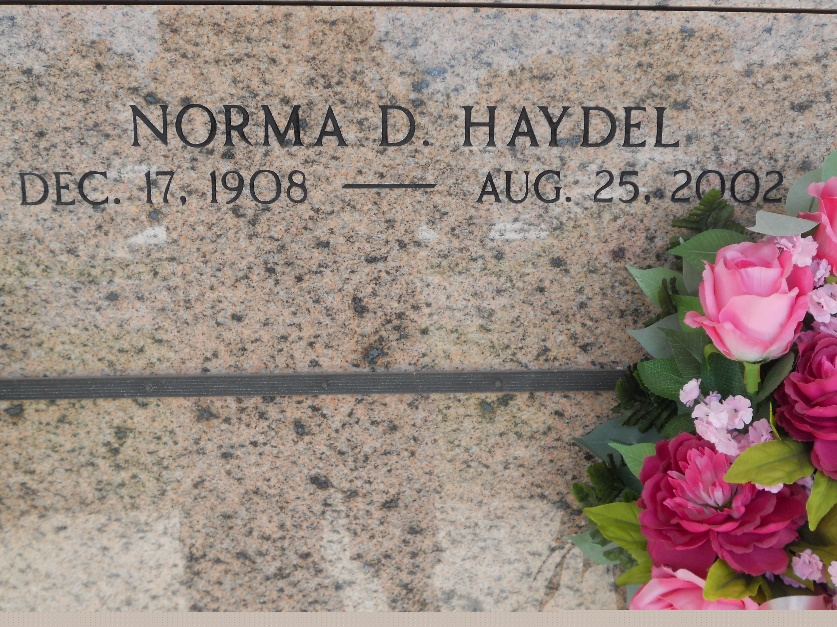 NORMA D. HAYDEL
DEC. 17, 1908 — AUG. 25, 2002